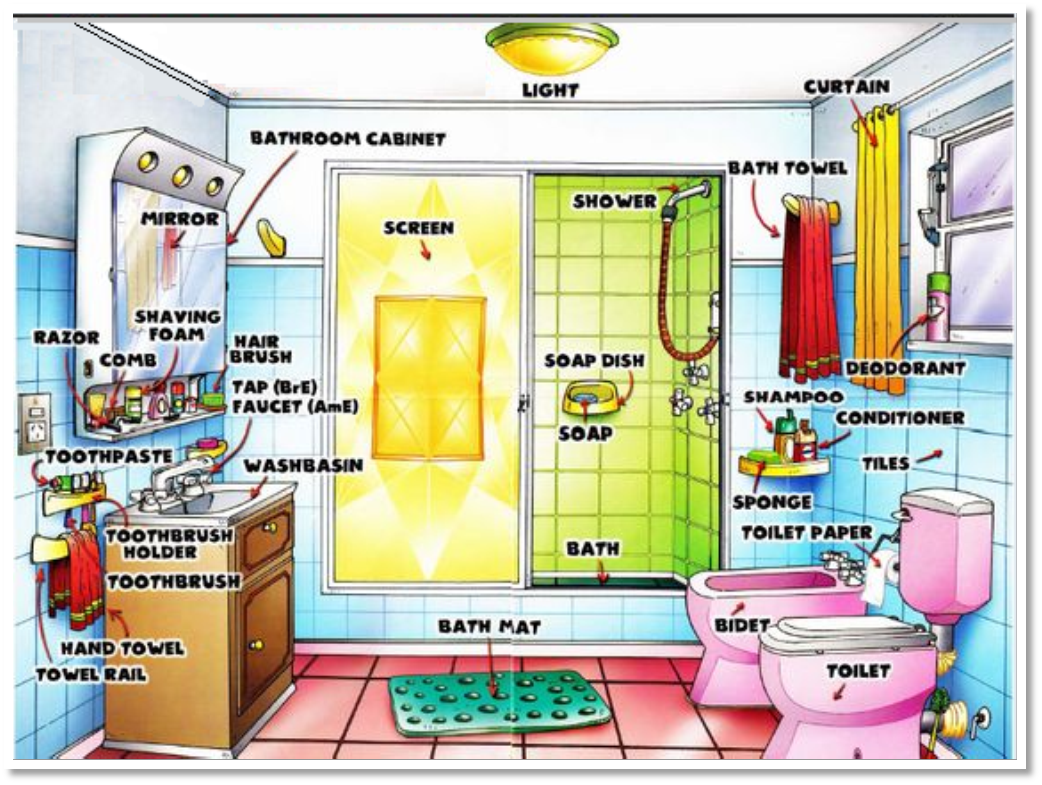 LIGHT
CURTAIN
BATHROOM CABINET
BATH TOWEL
SHOWER
MIRROR
SCREEN
SHAVING
FOAM
RAZOR
HAIR
BRUSH
COMB
SOAP DISH
DEODORANT
TAP (BrE)
FAUCET (AmE)
SHAMPOO
CONDITIONER
SOAP
TOOTHPASTE
WASHBASIN
TILES
SPONGE
TOOTHBRUSH
HOLDER
TOILET PAPER
BATH
TOOTHBRUSH
BATH MAT
BIDET
HAND TOWEL
TOWEL RAIL
TOILET